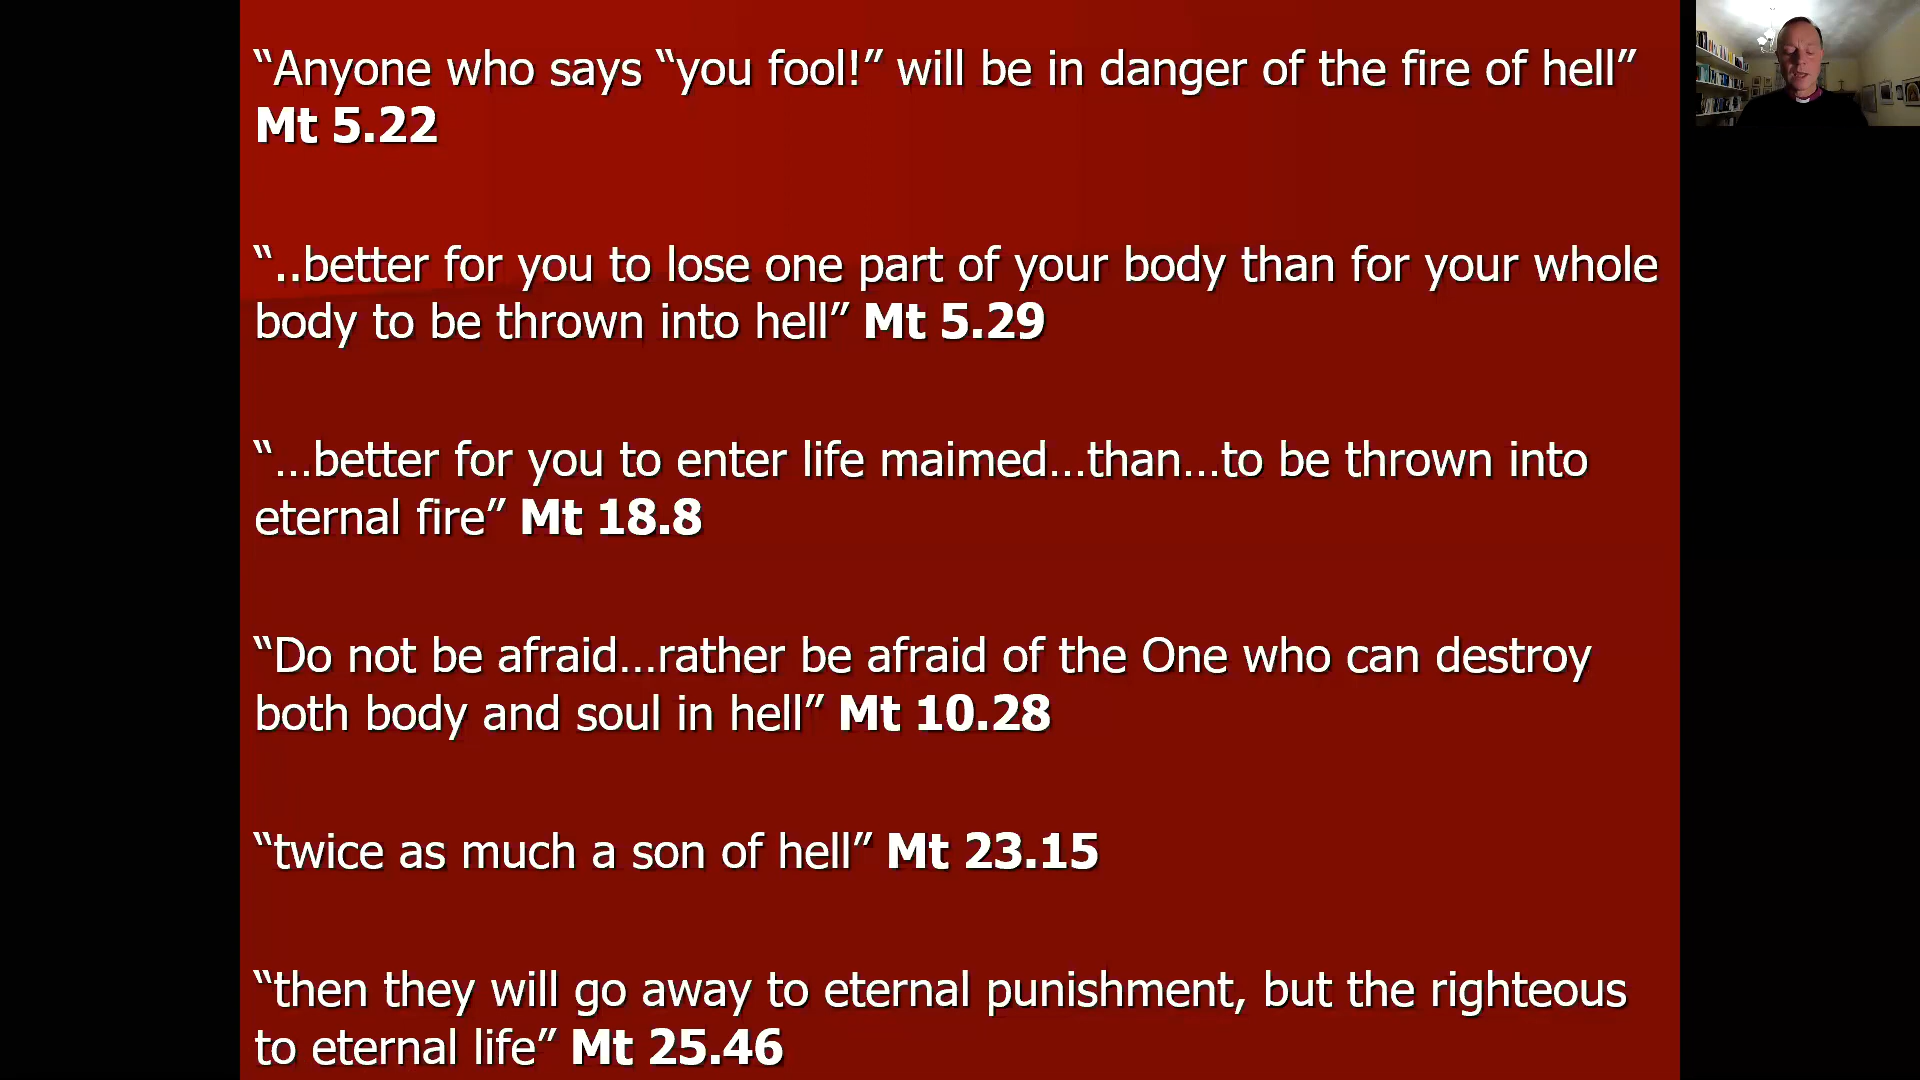 “Anyone who says “you fool!” will be in danger of the fire of hell”
Mt 5.22
“..better for you to lose one part of your body than for your whole
body to be thrown into hell” Mt 5.29
“...better for you to enter life maimed...than...to be thrown into
eternal fire” Mt 18.8
“Do not be afraid...rather be afraid of the One who can destroy
both body and soul in hell” Mt 10.28
“twice as much a son of hell” Mt 23.15
“then they will go away to eternal punishment, but the righteous
to eternal life” Mt 25.46